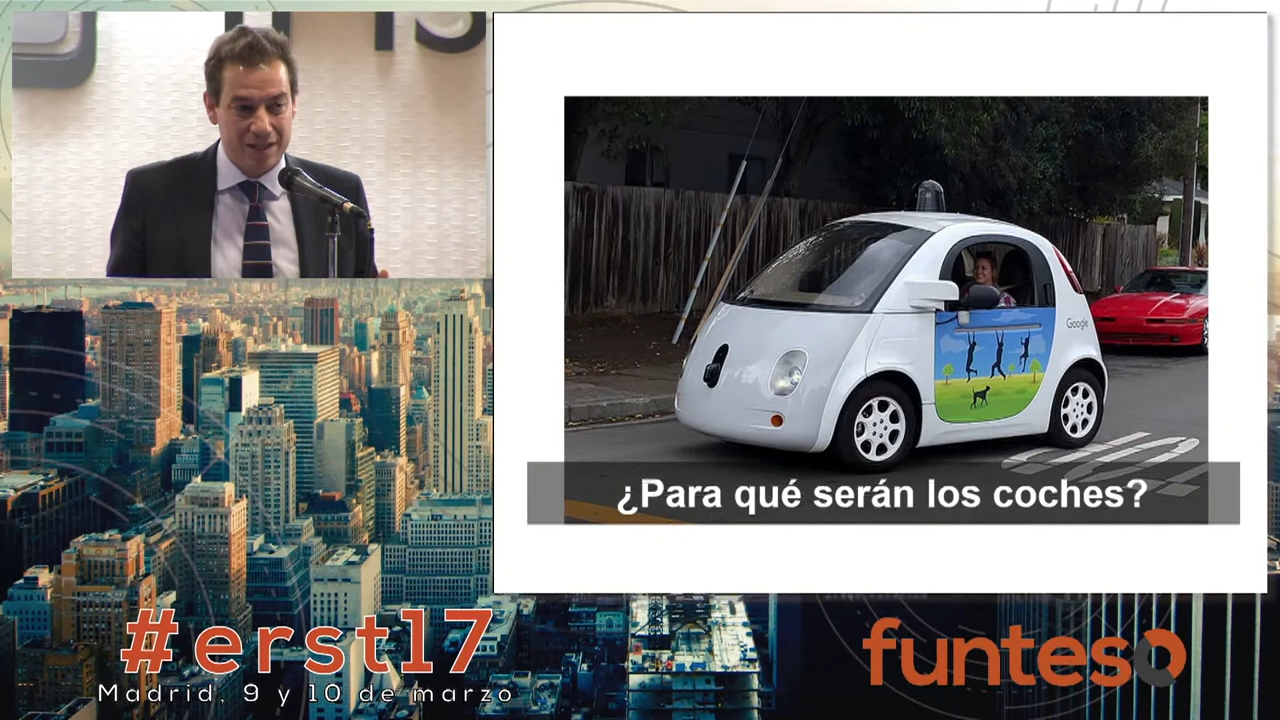 Google
¿Para qué serán los coches?
#erst17
Madrid, 9 y 10 de marzo
funteso